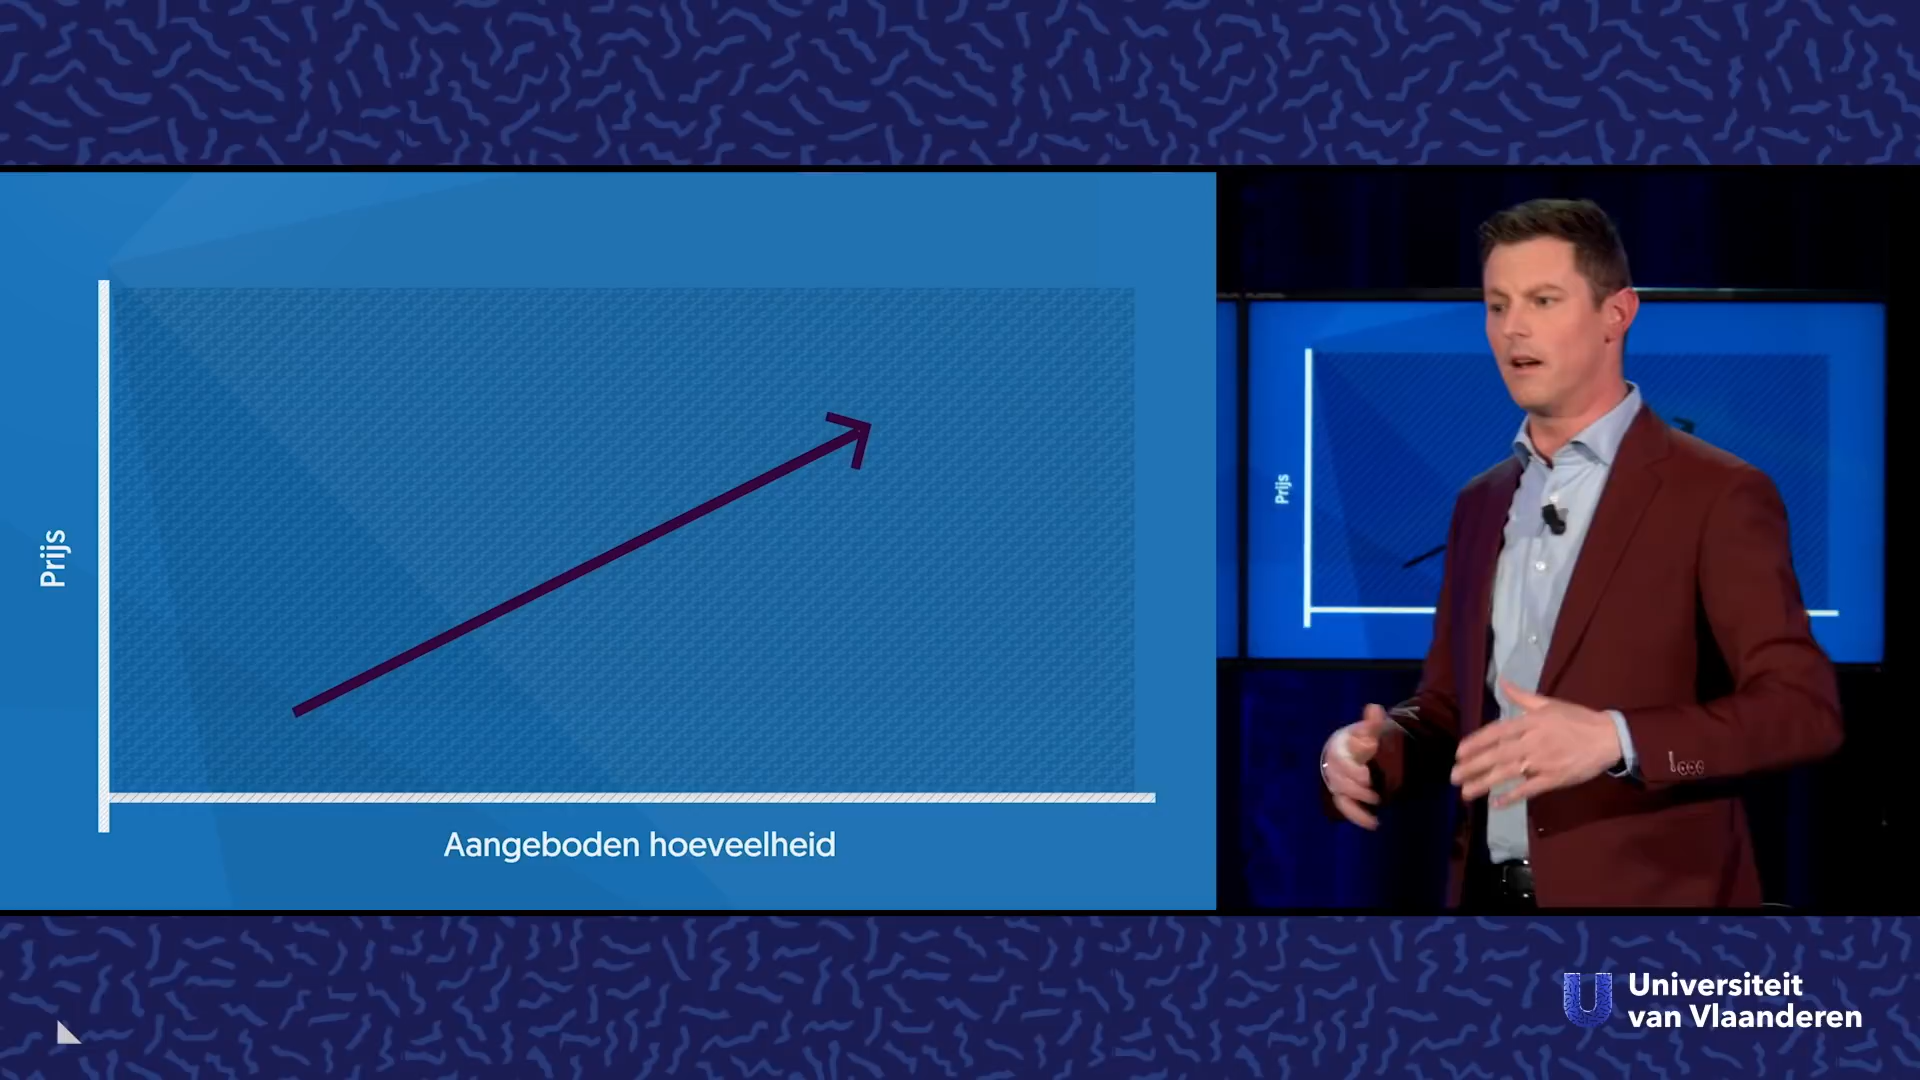 Prijs
Aangeboden hoeveelheid
Prijs
Universiteit
van Vlaanderen